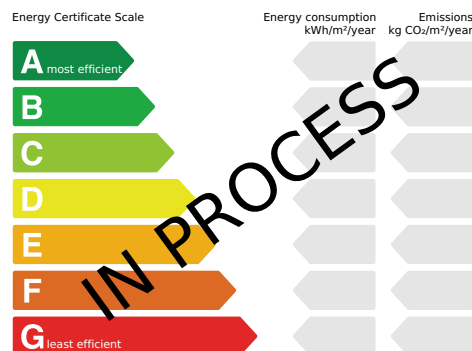 Energy Certificate Scale
Energy consumption
kWh/m²/year
Emissions
kg CO₂/m²/year
A most efficient
B
C
D
E
F
G least efficient
IN PROCESS